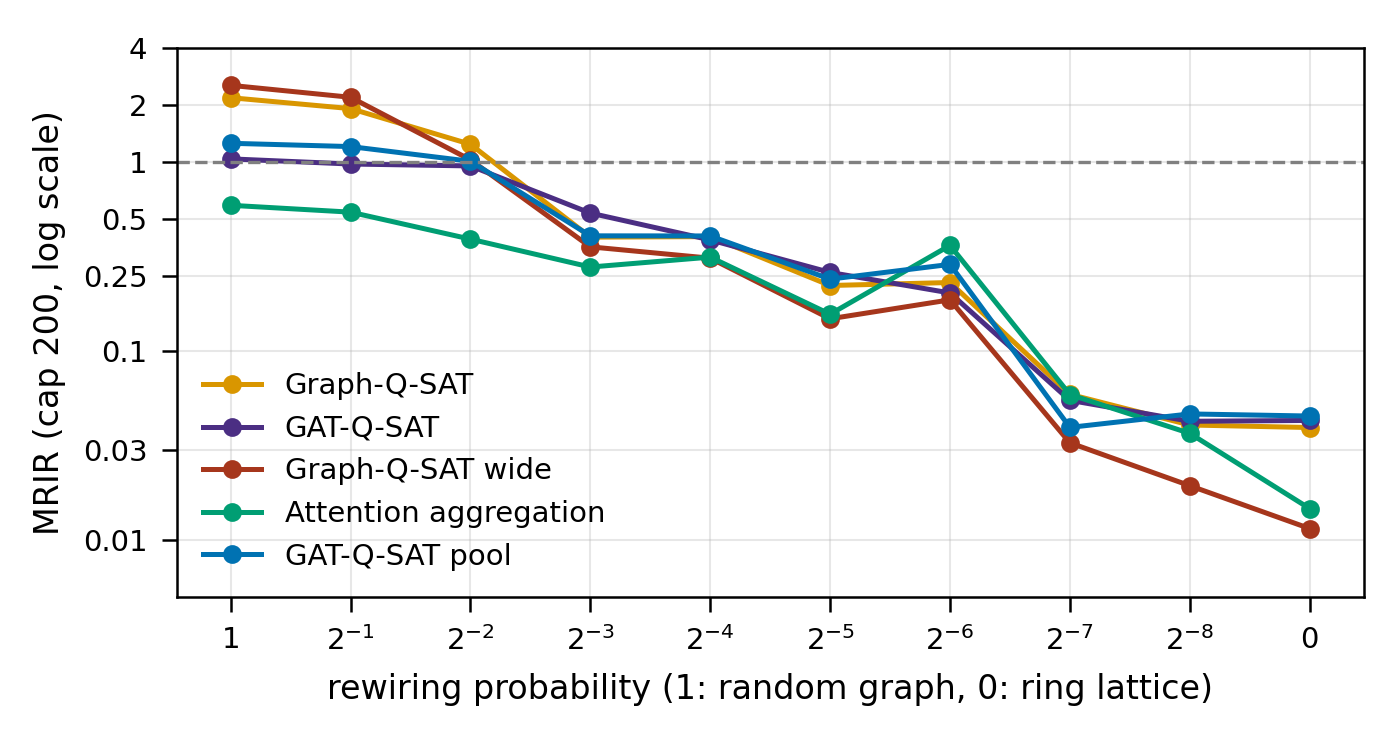 MRIR (cap 200, log scale)
4
2
1
0.5
0.25
0.1
0.03
0.01
Graph-Q-SAT
GAT-Q-SAT
Graph-Q-SAT wide
Attention aggregation
GAT-Q-SAT pool
1 2⁻¹ 2⁻² 2⁻³ 2⁻⁴ 2⁻⁵ 2⁻⁶ 2⁻⁷ 2⁻⁸ 0
rewiring probability (1: random graph, 0: ring lattice)